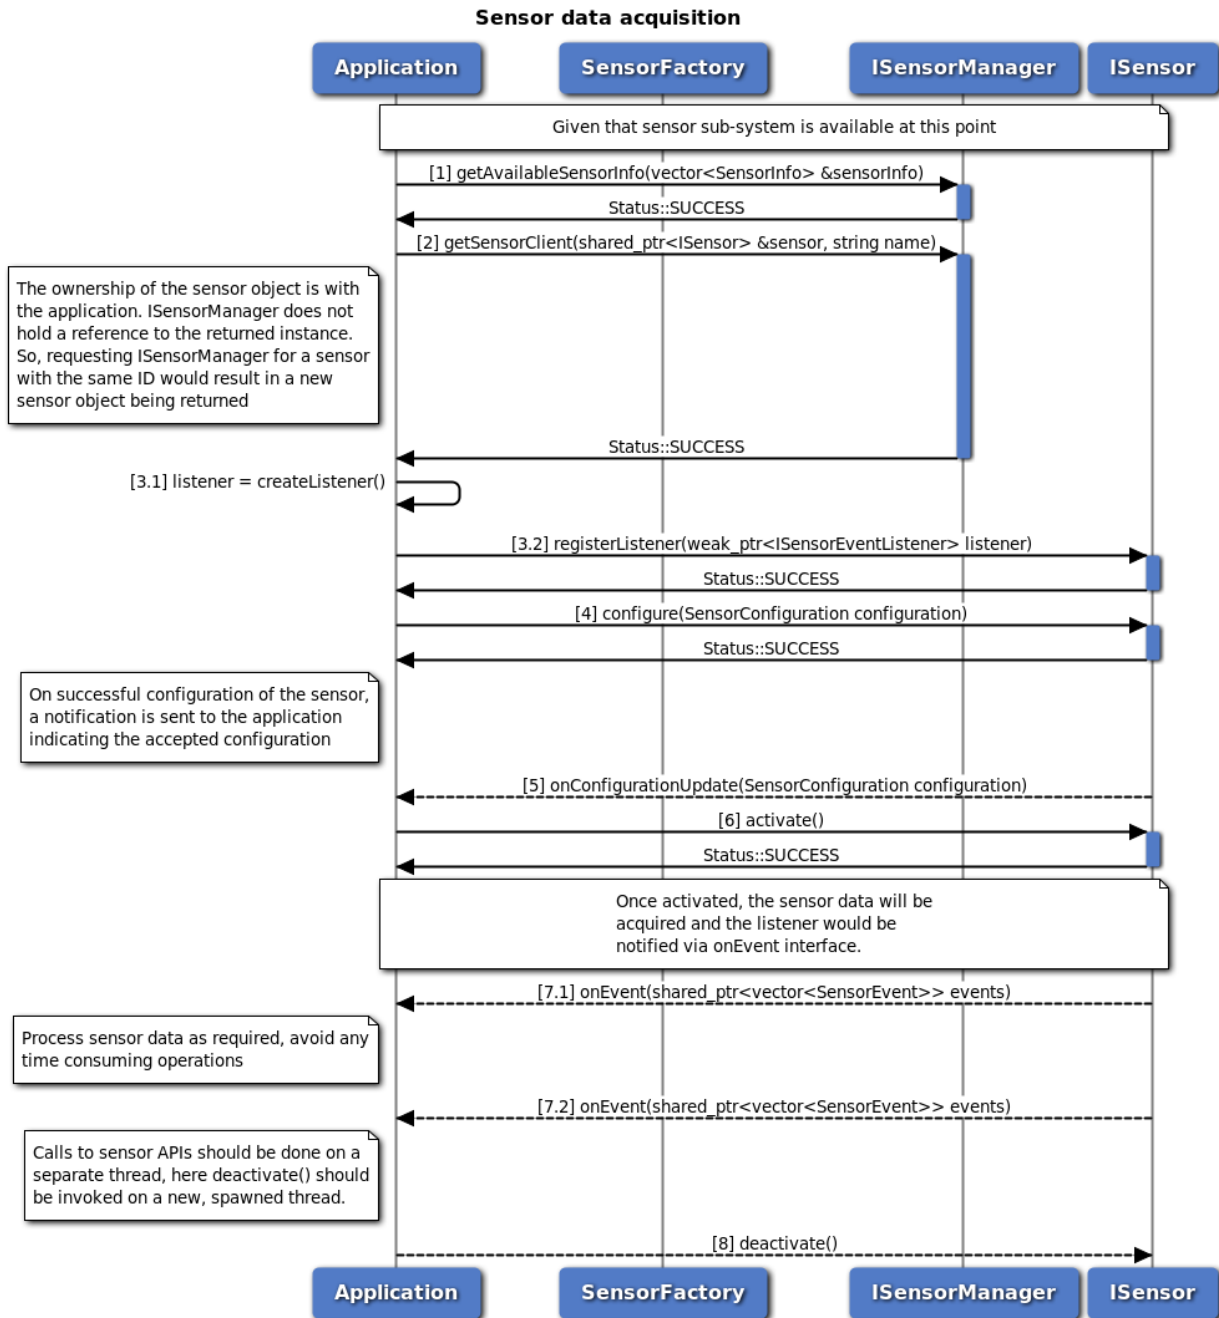 Sensor data acquisition
Application
SensorFactory
ISensorManager
ISensor
Given that sensor sub-system is available at this point
[1] getAvailableSensorInfo(vector<SensorInfo> &sensorInfo)
Status::SUCCESS
[2] getSensorClient(shared_ptr<ISensor> &sensor, string name)
The ownership of the sensor object is with
the application. ISensorManager does not
hold a reference to the returned instance.
So, requesting ISensorManager for a sensor
with the same ID would result in a new
sensor object being returned
Status::SUCCESS
[3.1] listener = createListener()
[3.2] registerListener(weak_ptr<ISensorEventListener> listener)
Status::SUCCESS
[4] configure(SensorConfiguration configuration)
Status::SUCCESS
On successful configuration of the sensor,
a notification is sent to the application
indicating the accepted configuration
[5] onConfigurationUpdate(SensorConfiguration configuration)
[6] activate()
Status::SUCCESS
Once activated, the sensor data will be
acquired and the listener would be
notified via onEvent interface.
[7.1] onEvent(shared_ptr<vector<SensorEvent>> events)
Process sensor data as required, avoid any
time consuming operations
[7.2] onEvent(shared_ptr<vector<SensorEvent>> events)
Calls to sensor APIs should be done on a
separate thread, here deactivate() should
be invoked on a new, spawned thread.
[8] deactivate()
Application
SensorFactory
ISensorManager
ISensor